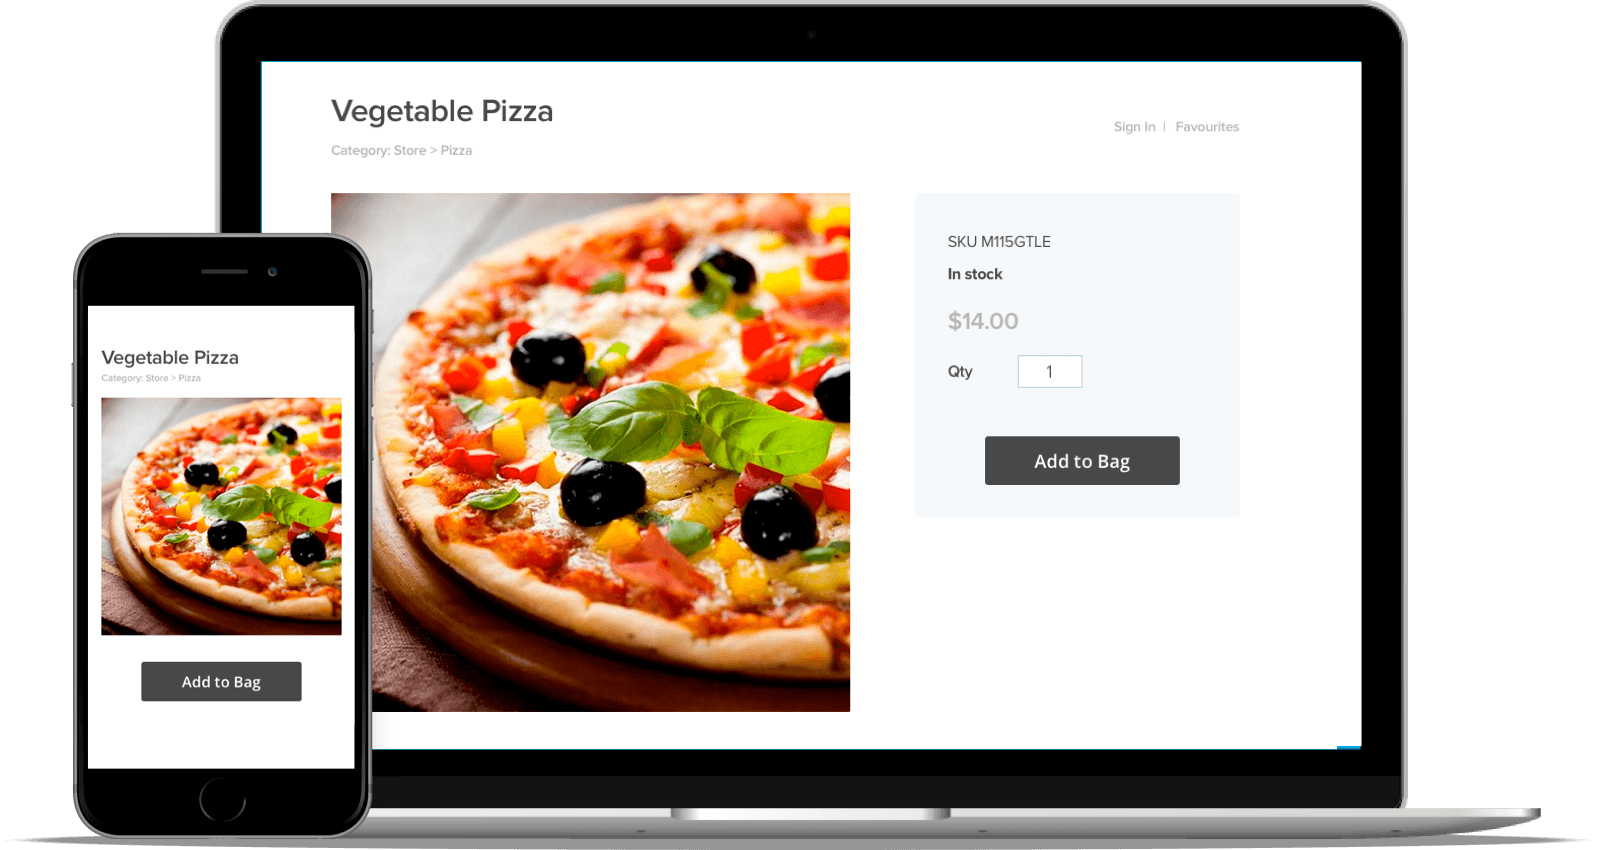 Vegetable Pizza
Category: Store > Pizza
Sign In | Favourites
SKU M115GTLE
In stock
$14.00
Qty 1
Add to Bag
Vegetable Pizza
Category: Store > Pizza
Add to Bag